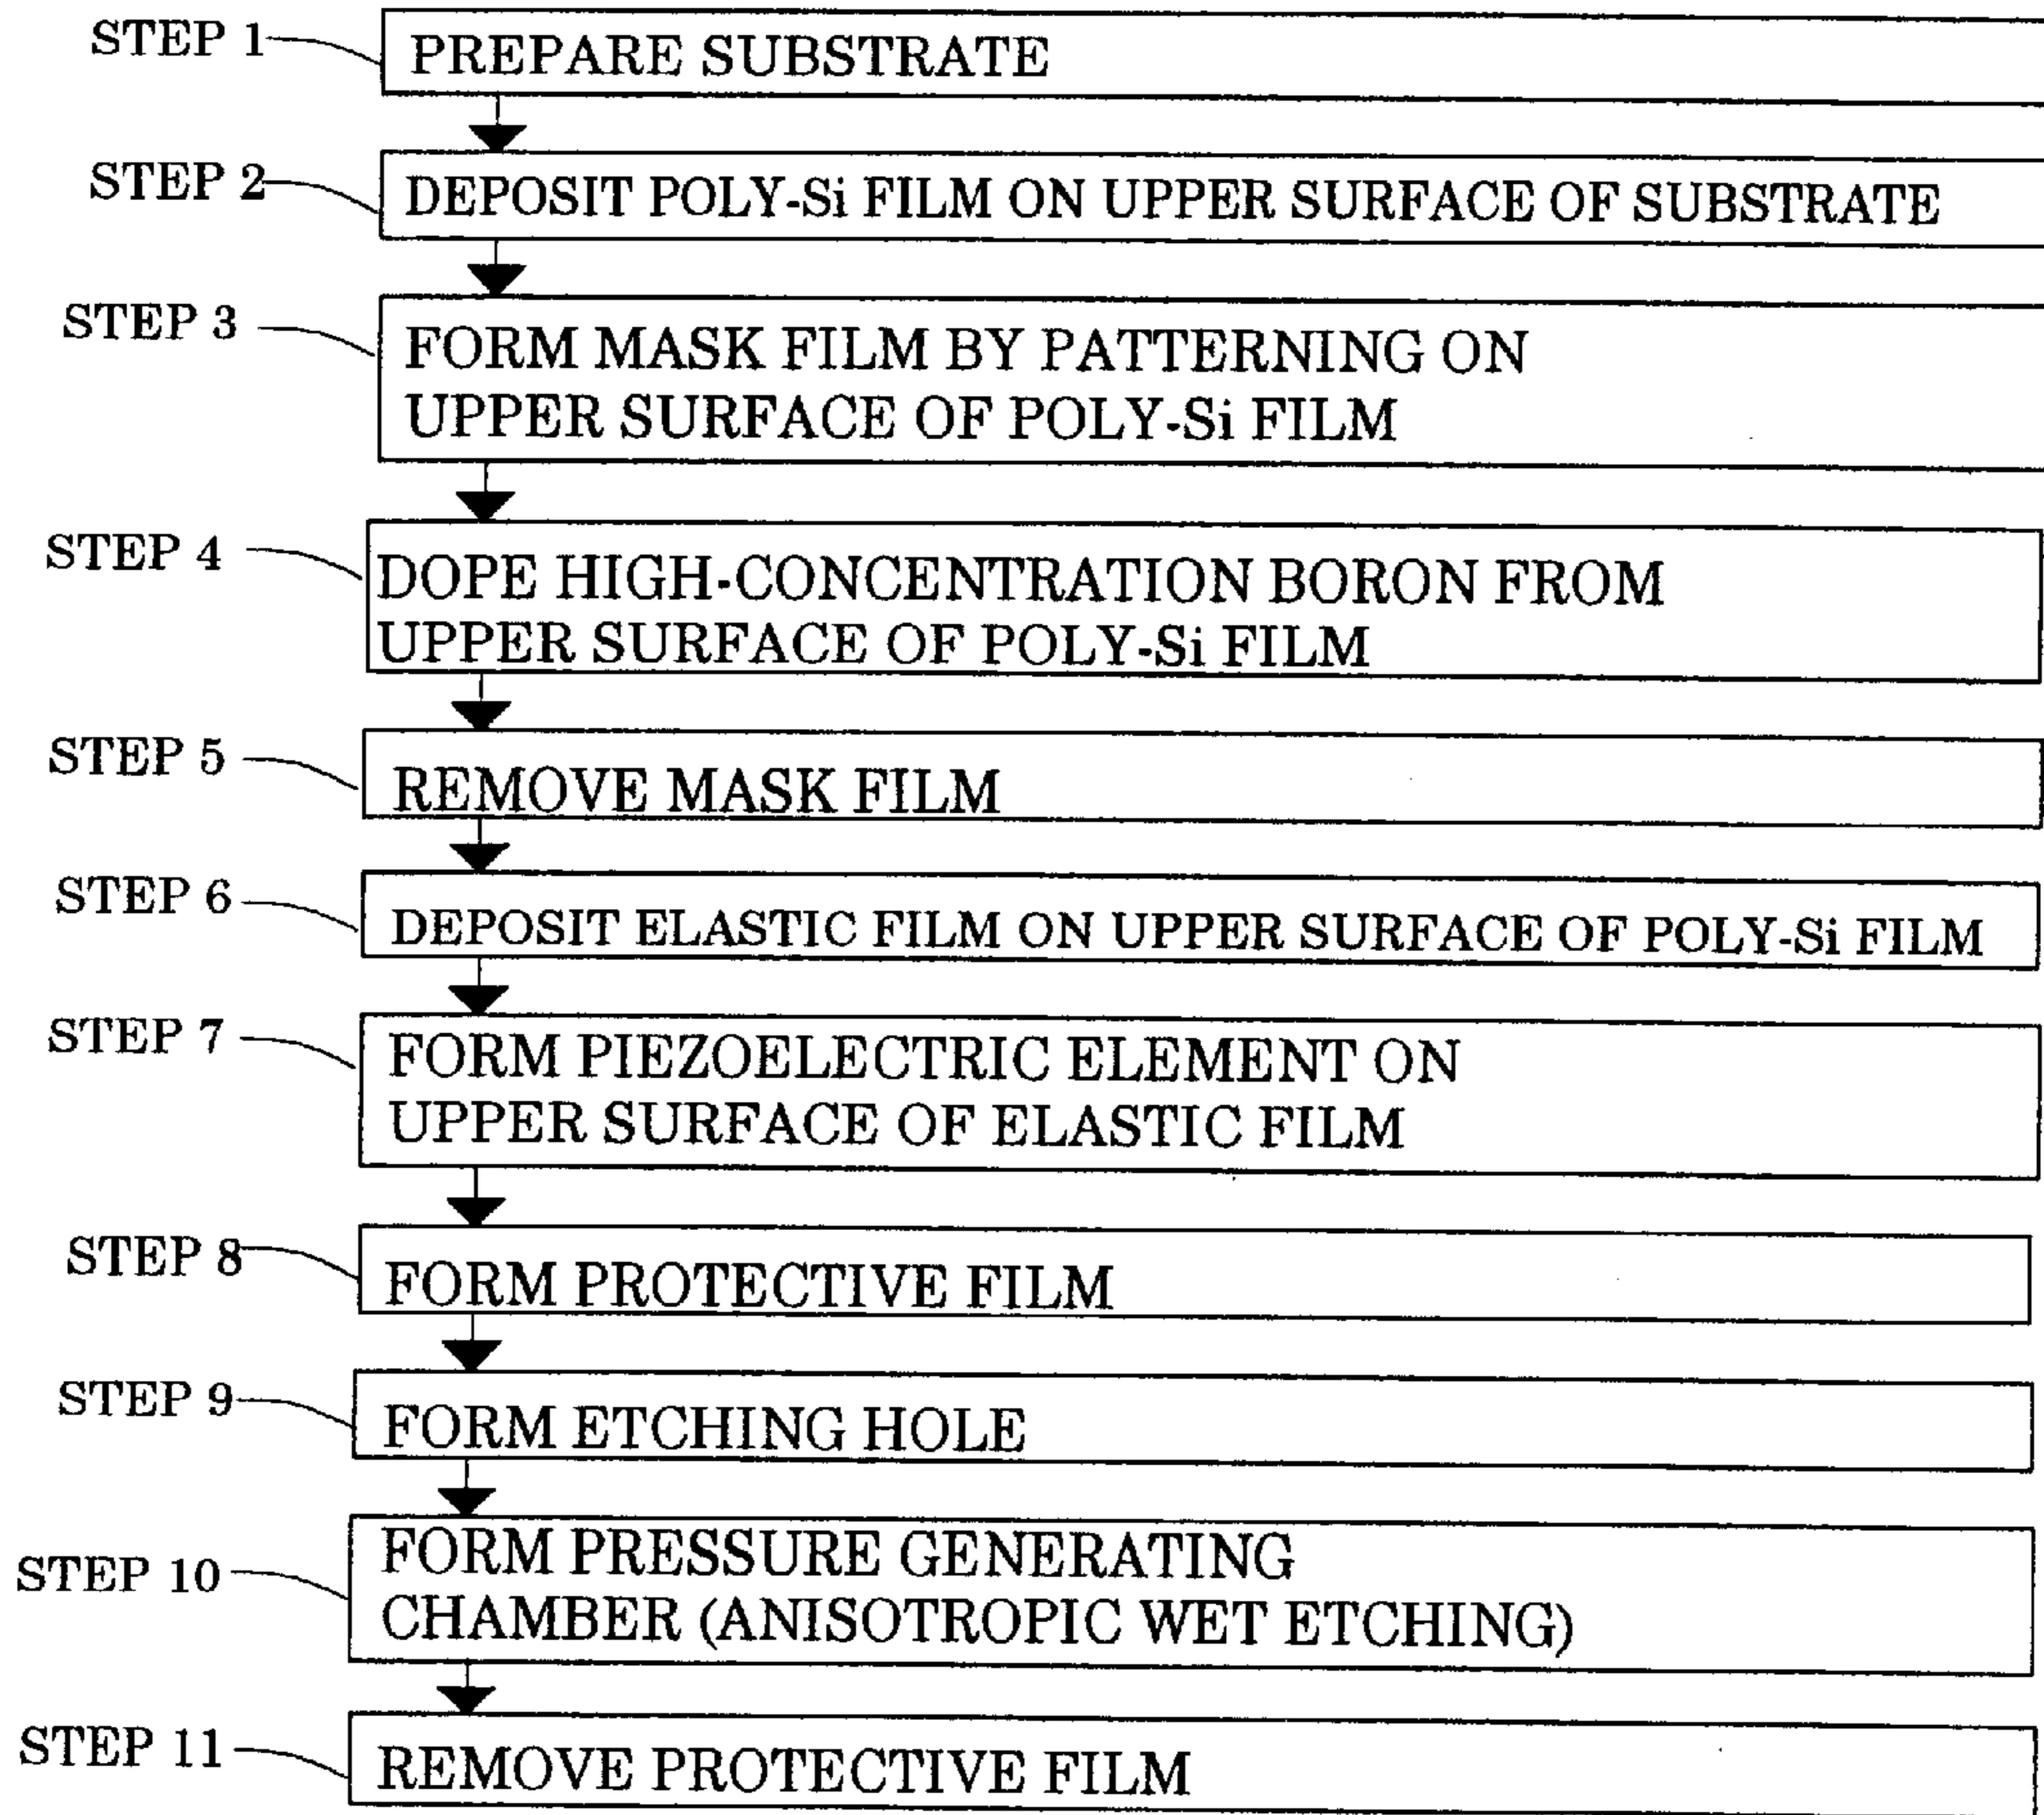 STEP 1 PREPARE SUBSTRATE
STEP 2 DEPOSIT POLY-Si FILM ON UPPER SURFACE OF SUBSTRATE
STEP 3 FORM MASK FILM BY PATTERNING ON
UPPER SURFACE OF POLY-Si FILM
STEP 4 DOPE HIGH-CONCENTRATION BORON FROM
UPPER SURFACE OF POLY-Si FILM
STEP 5 REMOVE MASK FILM
STEP 6 DEPOSIT ELASTIC FILM ON UPPER SURFACE OF POLY-Si FILM
STEP 7 FORM PIEZOELECTRIC ELEMENT ON
UPPER SURFACE OF ELASTIC FILM
STEP 8 FORM PROTECTIVE FILM
STEP 9 FORM ETCHING HOLE
STEP 10 FORM PRESSURE GENERATING
CHAMBER (ANISOTROPIC WET ETCHING)
STEP 11 REMOVE PROTECTIVE FILM